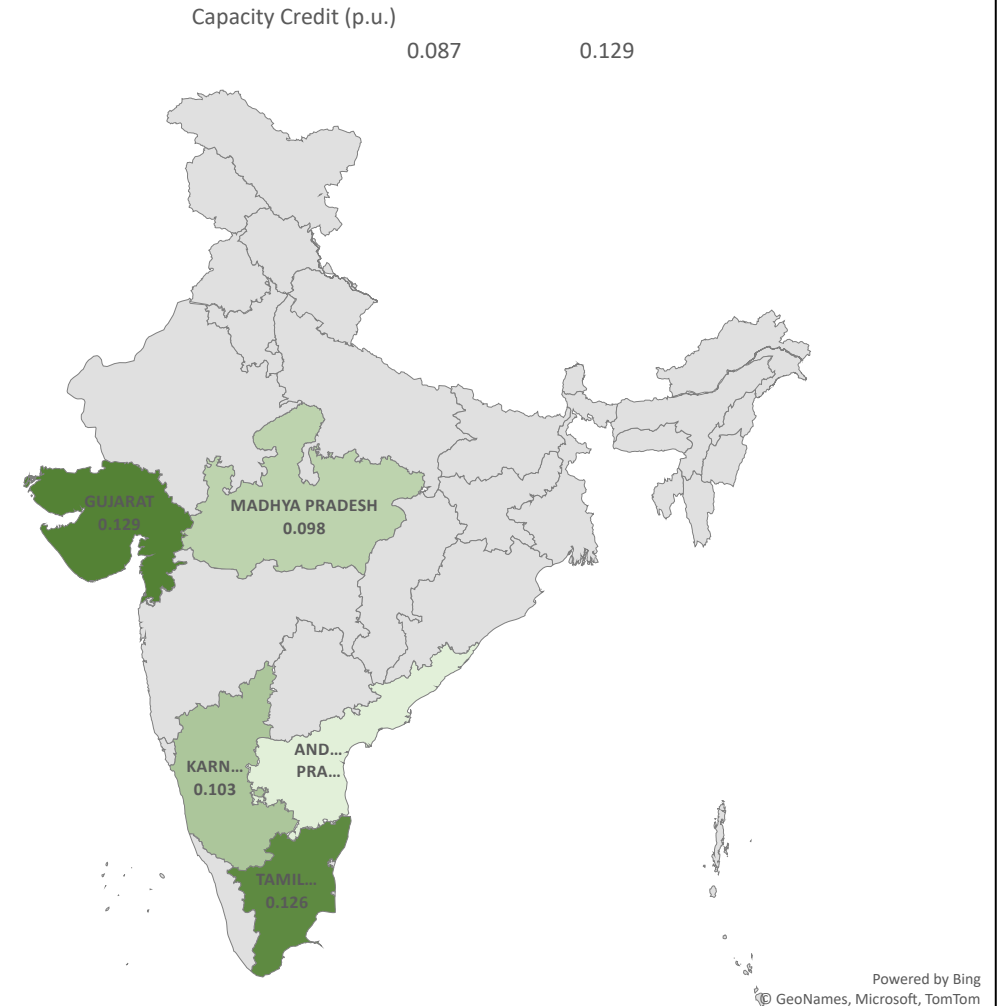 Capacity Credit (p.u.)
0.087 0.129
GUJARAT
0.129
MADHYA PRADESH
0.098
AND...
PRA...
KARN...
0.103
TAMIL...
0.126
Powered by Bing
© GeoNames, Microsoft, TomTom